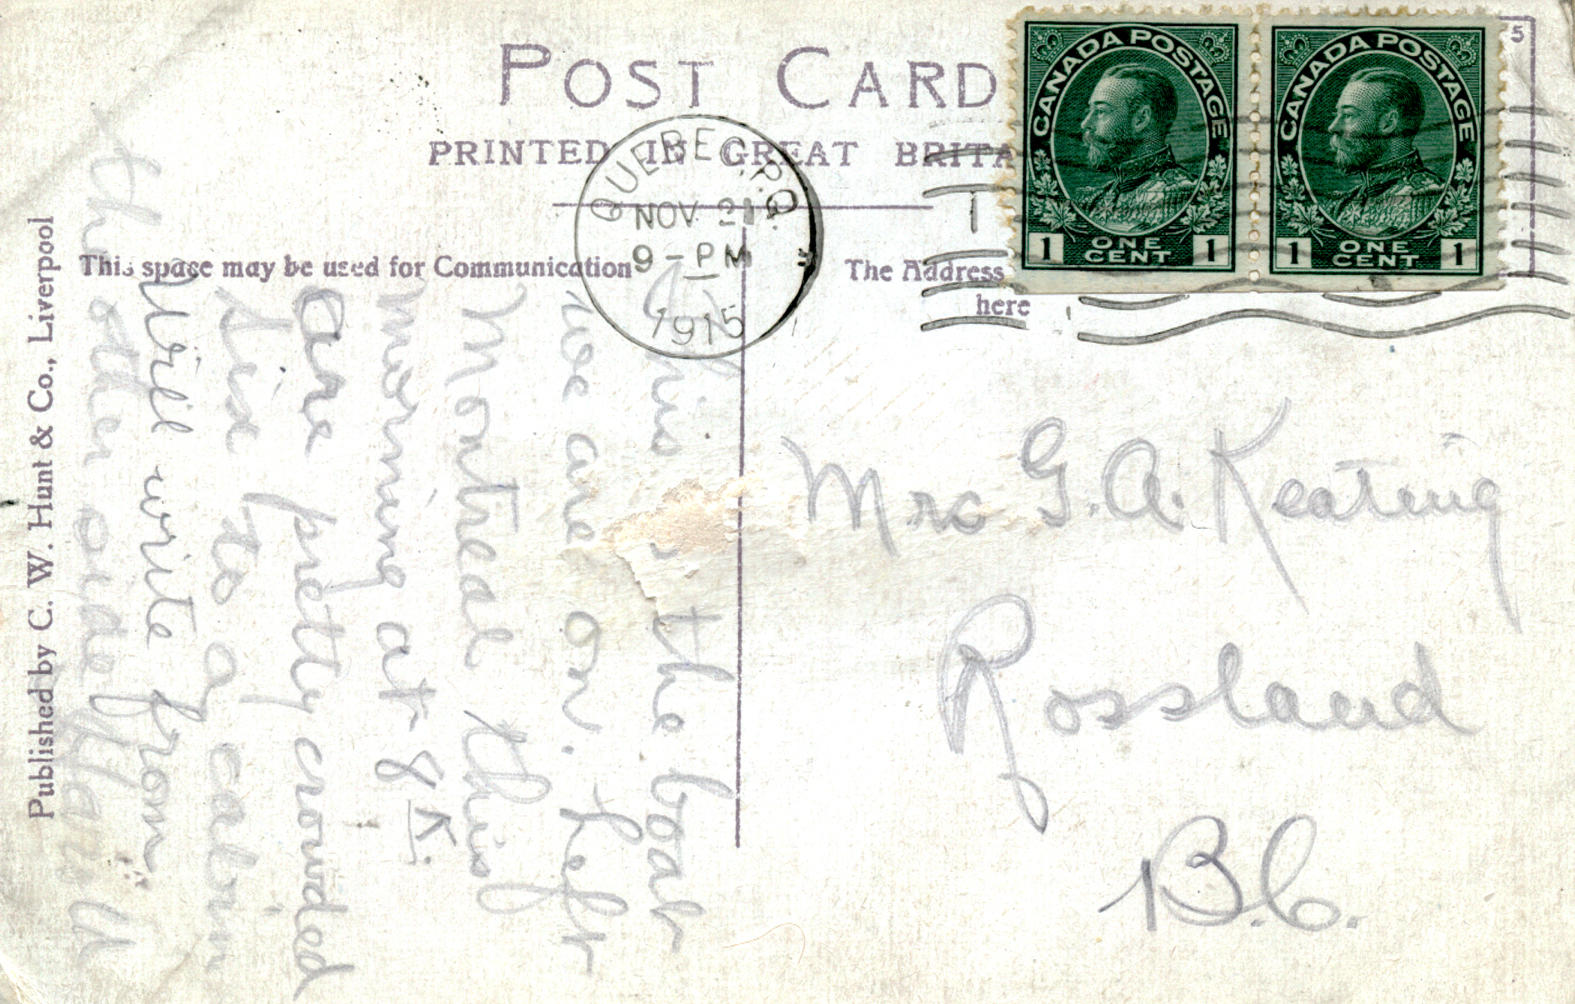 POST CARD
PRINTED IN GREAT BRITA
QUEBEC, P.Q.
NOV 21
9-PM
1915
CANADA POSTAGE
1 ONE CENT 1
CANADA POSTAGE
1 ONE CENT 1
5
This space may be used for Communication
The Address
here
Published by C. W. Hunt & Co., Liverpool
This is the boat
we are on. Left
Montreal this
morning at 8
are pretty crowded
Six to a cabin
Will write from
the other side
Mrs G. A. Keating
Rossland
B.C.